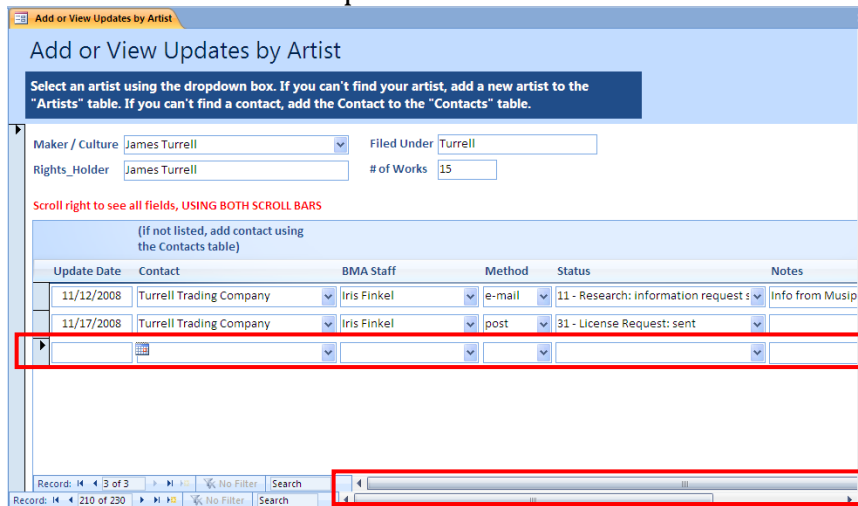 Add or View Updates by Artist
Add or View Updates by Artist
Select an artist using the dropdown box. If you can't find your artist, add a new artist to the
"Artists" table. If you can't find a contact, add the Contact to the "Contacts" table.
Maker / Culture James Turrell Filed Under Turrell
Rights_Holder James Turrell # of Works 15
Scroll right to see all fields, USING BOTH SCROLL BARS
(if not listed, add contact using
the Contacts table)
Update Date Contact BMA Staff Method Status Notes
11/12/2008 Turrell Trading Company Iris Finkel e-mail 11 - Research: information request s Info from Musip
11/17/2008 Turrell Trading Company Iris Finkel post 31 - License Request: sent
Record: 3 of 3 No Filter Search
Record: 210 of 230 No Filter Search